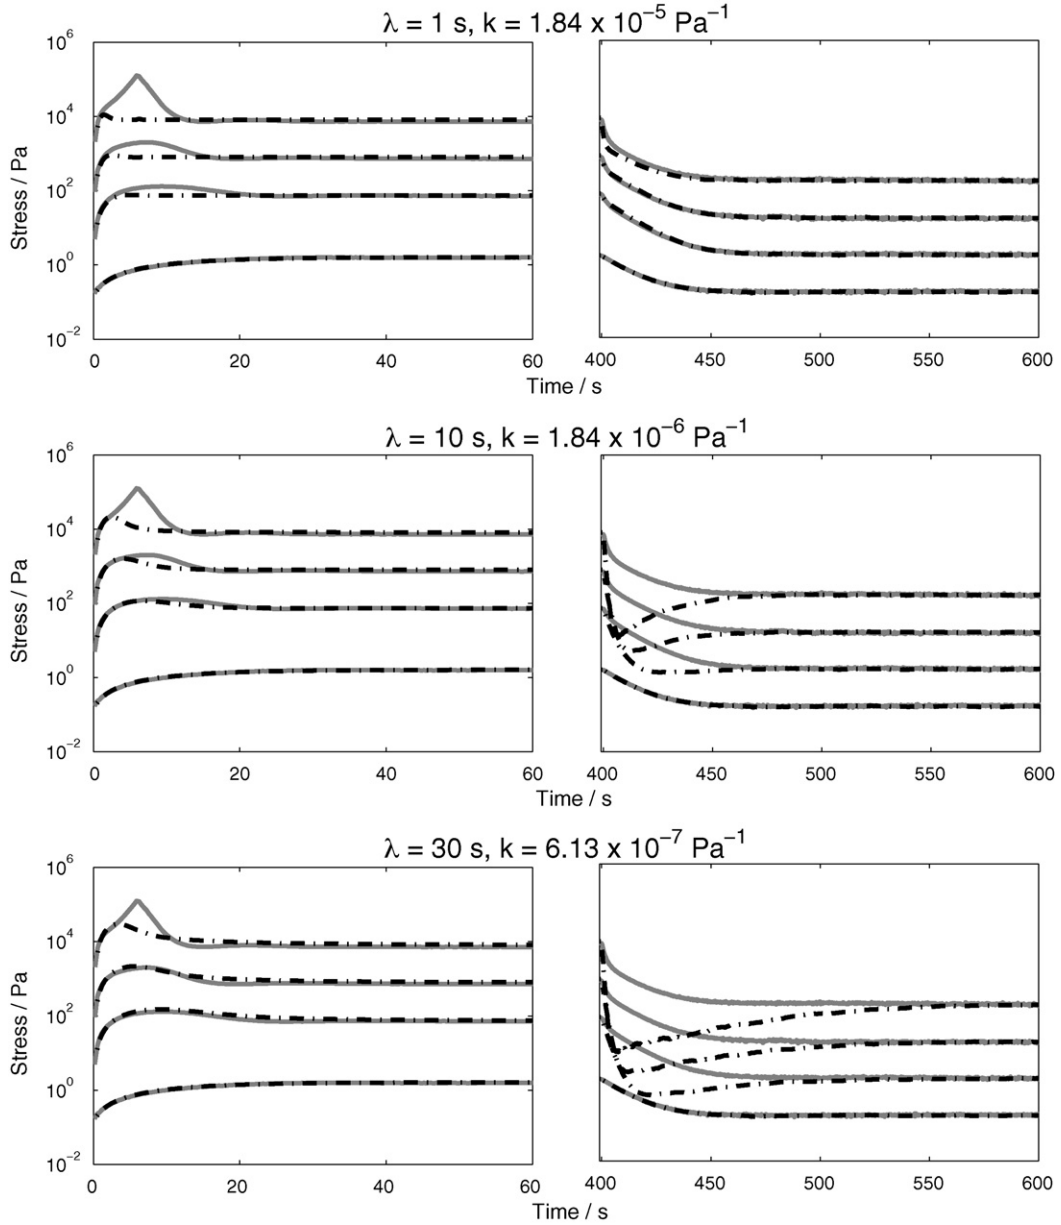 λ = 1 s, k = 1.84 x 10⁻⁵ Pa⁻¹
10⁶
10⁴
10²
10⁰
10⁻²
Stress / Pa
0 20 40 60
400 450 500 550 600
Time / s
λ = 10 s, k = 1.84 x 10⁻⁶ Pa⁻¹
10⁶
10⁴
10²
10⁰
10⁻²
Stress / Pa
0 20 40 60
400 450 500 550 600
Time / s
λ = 30 s, k = 6.13 x 10⁻⁷ Pa⁻¹
10⁶
10⁴
10²
10⁰
10⁻²
Stress / Pa
0 20 40 60
400 450 500 550 600
Time / s